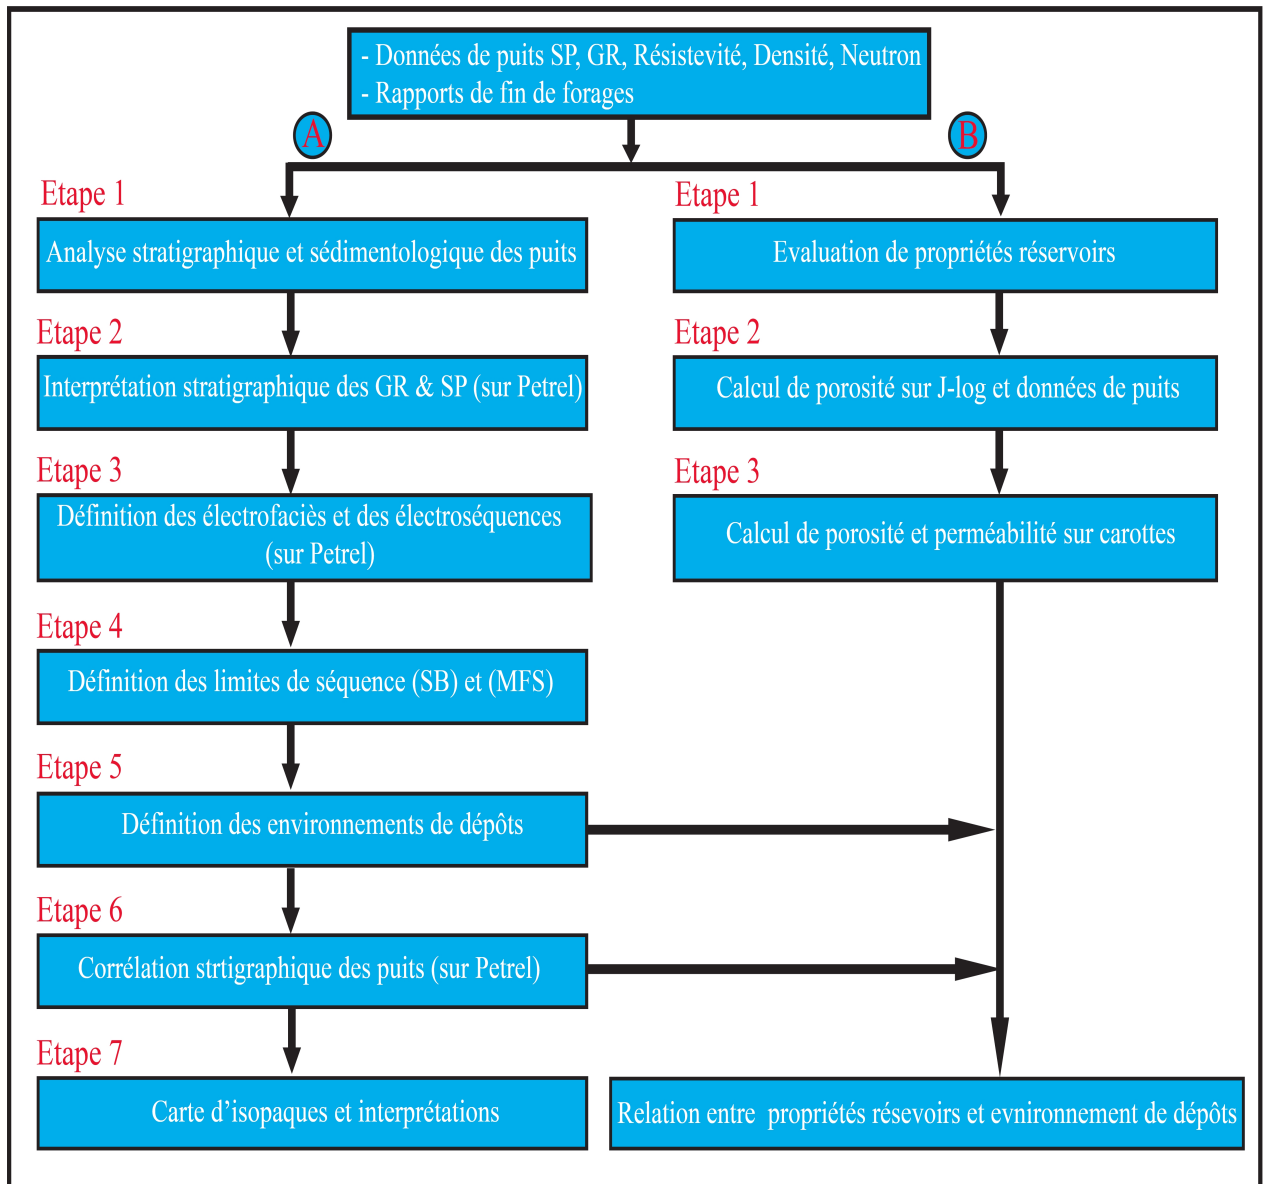 - Données de puits SP, GR, Résistevité, Densité, Neutron
- Rapports de fin de forages
A
B
Etape 1
Analyse stratigraphique et sédimentologique des puits
Etape 2
Interprétation stratigraphique des GR & SP (sur Petrel)
Etape 3
Définition des électrofaciès et des électroséquences
(sur Petrel)
Etape 4
Définition des limites de séquence (SB) et (MFS)
Etape 5
Définition des environnements de dépôts
Etape 6
Corrélation strtigraphique des puits (sur Petrel)
Etape 7
Carte d'isopaques et interprétations
Etape 1
Evaluation de propriétés réservoirs
Etape 2
Calcul de porosité sur J-log et données de puits
Etape 3
Calcul de porosité et perméabilité sur carottes
Relation entre propriétés résevoirs et evnironnement de dépôts